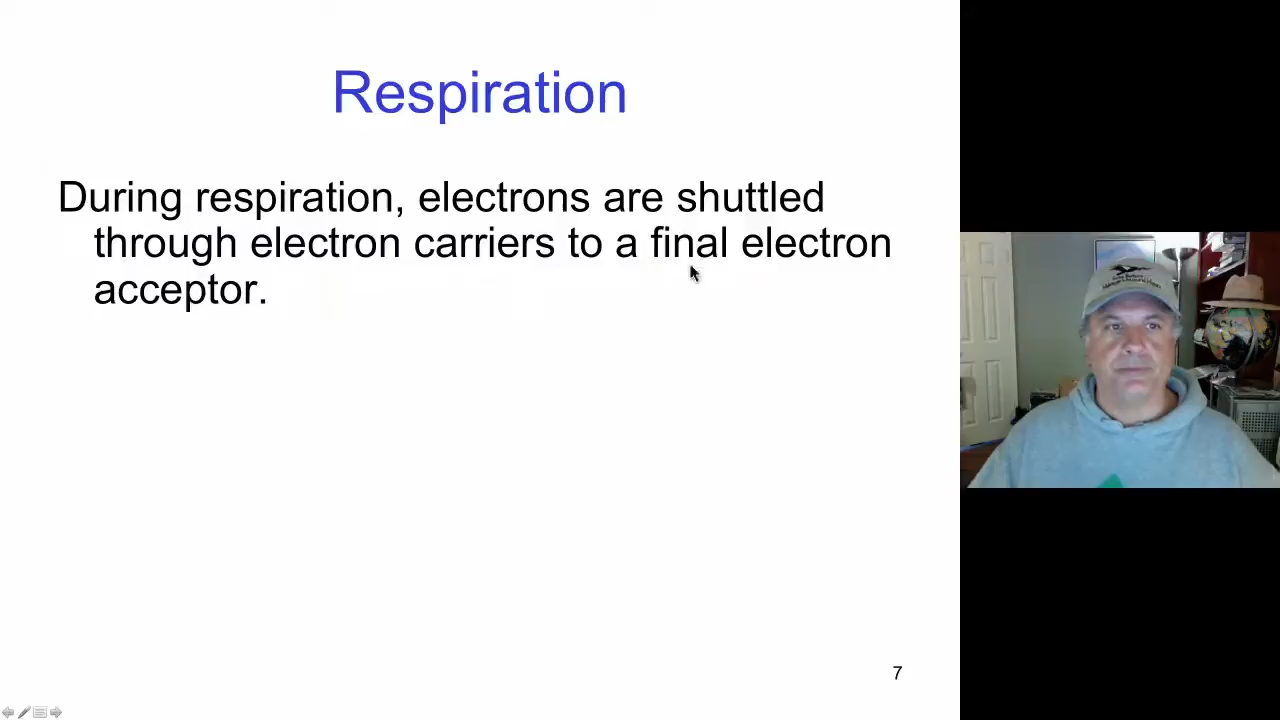 Respiration
During respiration, electrons are shuttled
through electron carriers to a final electron
acceptor.
7